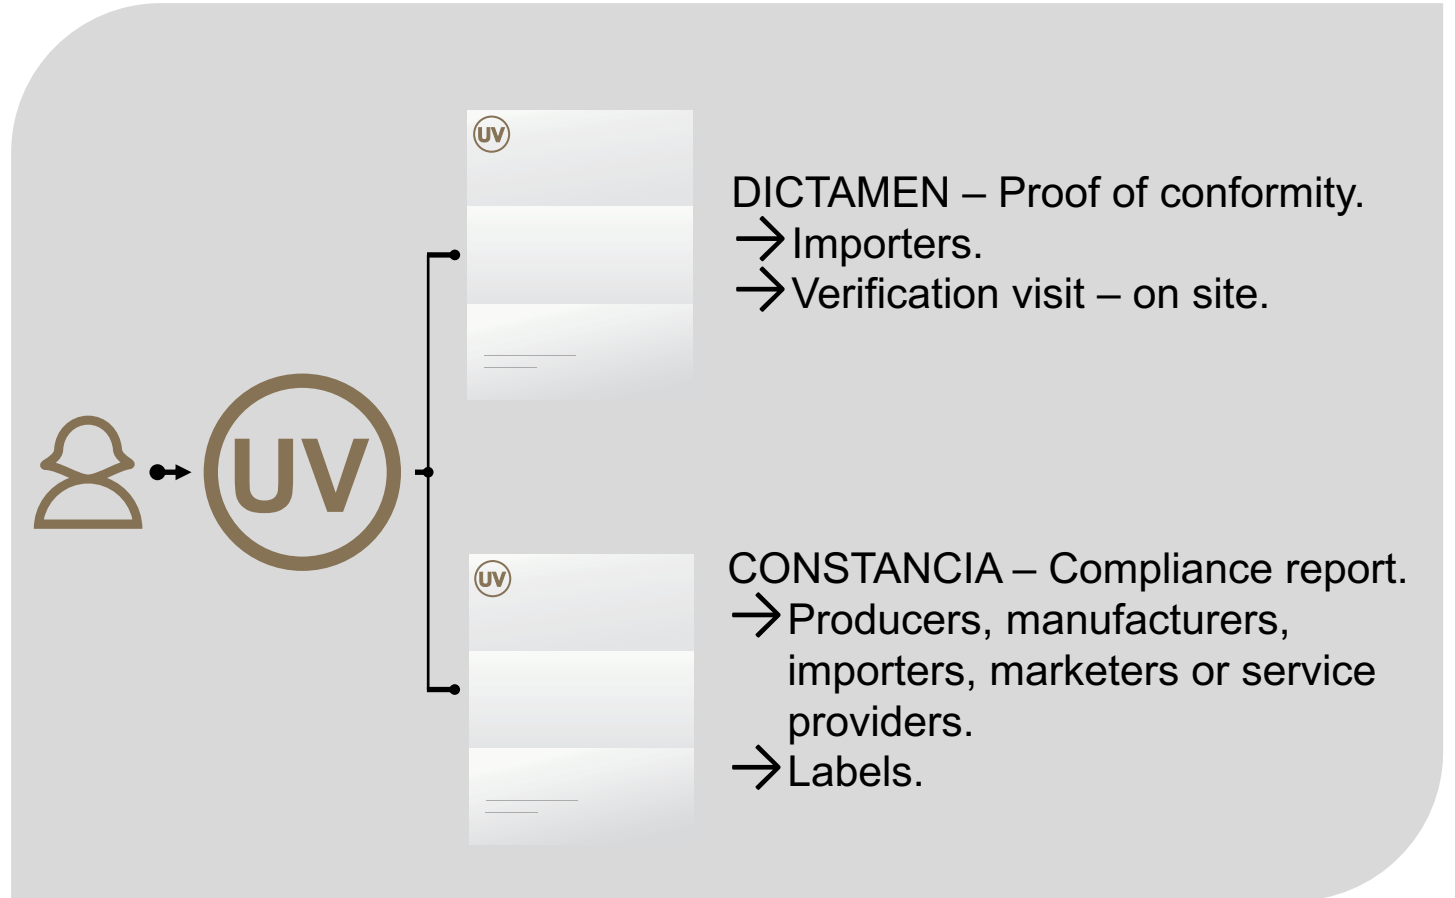 UV
DICTAMEN – Proof of conformity.
→Importers.
→Verification visit – on site.
UV
UV
CONSTANCIA – Compliance report.
→Producers, manufacturers,
importers, marketers or service
providers.
→Labels.